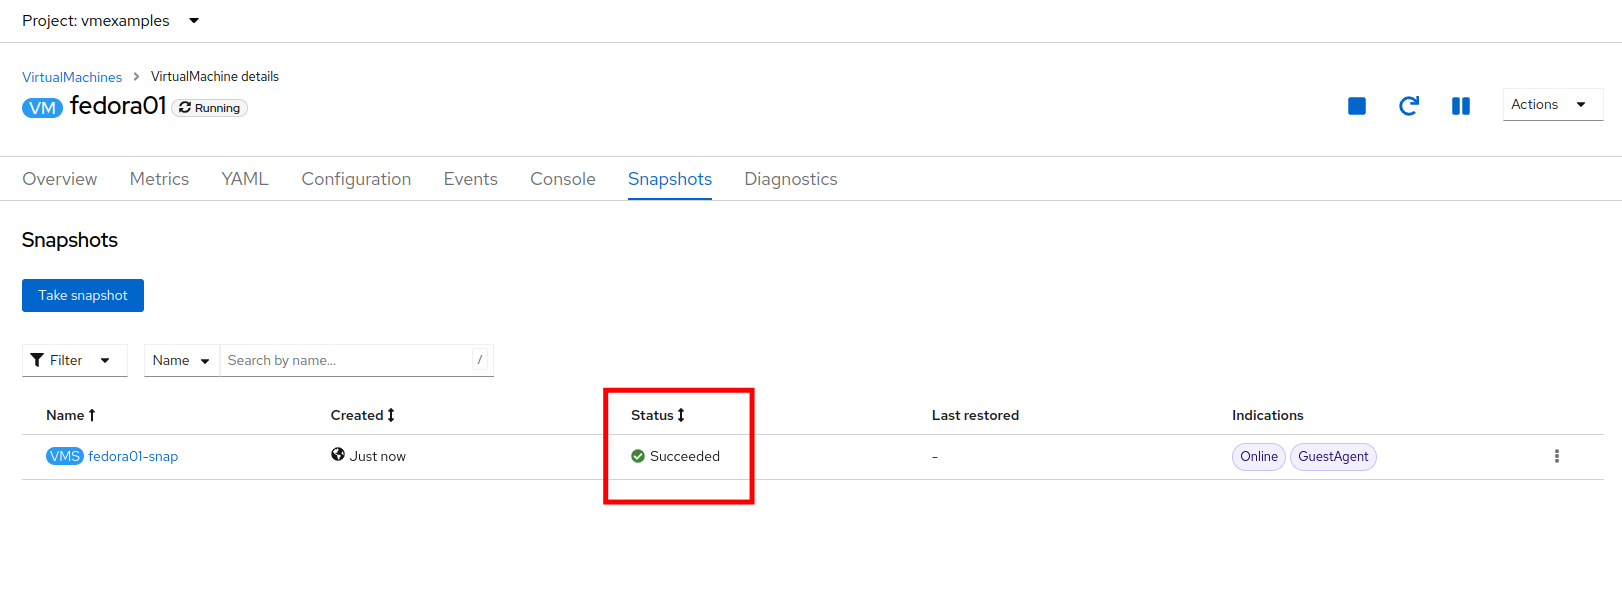 Project: vmexamples
VirtualMachines VirtualMachine details
VM fedora01 Running
Actions
Overview Metrics YAML Configuration Events Console Snapshots Diagnostics
Snapshots
Take snapshot
Filter Name Search by name... /
Name Created Status Last restored Indications
VMS fedora01-snap Just now Succeeded - Online GuestAgent